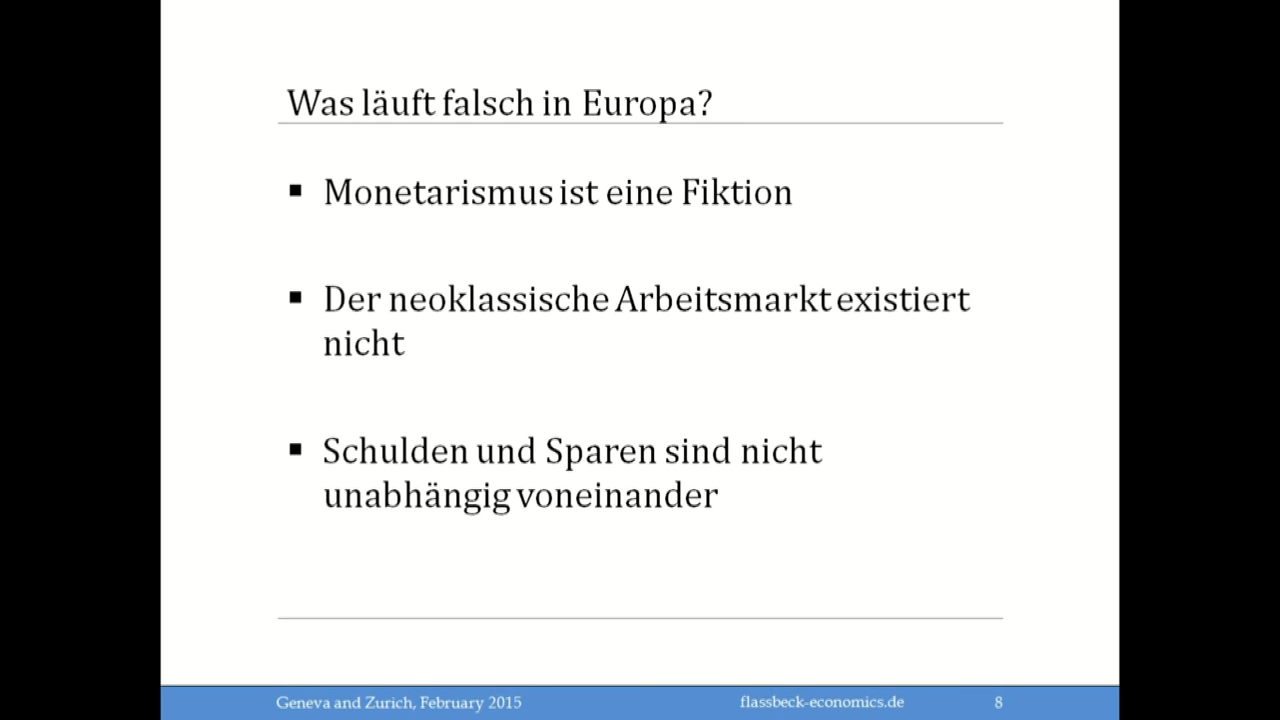 Was läuft falsch in Europa?
Monetarismus ist eine Fiktion
Der neoklassische Arbeitsmarkt existiert
nicht
Schulden und Sparen sind nicht
unabhängig voneinander
Geneva and Zurich, February 2015
flassbeck-economics.de
8